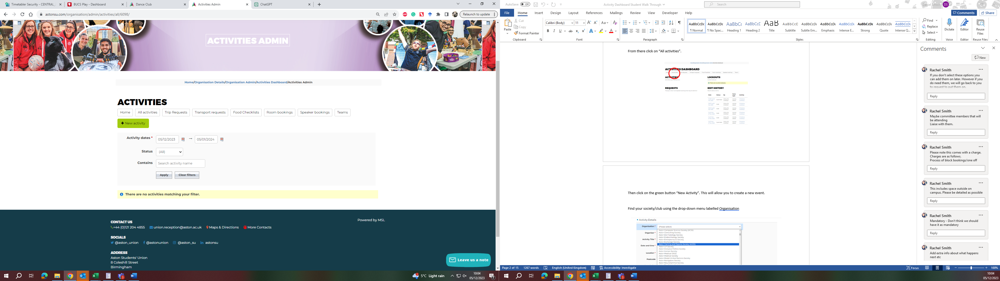 Timetabler Security - CENTRAL_
BUCS Play - Dashboard
Dance Club
Activities Admin
ChatGPT
astonsu.com/organisation/admin/activities/all/6098/
Relaunch to update
ACTIVITIES ADMIN
Home/Organisation Details/Organisation Admin/Activities Dashboard/Activities Admin
ACTIVITIES
Home All activities Trip Requests Transport requests Food Checklists Room bookings Speaker bookings Teams
+ New activity
Activity dates * 05/12/2023 → 05/01/2024
Status (All)
Contains Search activity name
Apply Clear filters
There are no activities matching your filter.
CONTACT US
+44 (0)121 204 4855 union.reception@aston.ac.uk Maps & Directions More Contacts
Powered by MSL
SOCIALS
@aston_union @astonunion @aston_su astonsu
ADDRESS
Aston Students' Union
8 Coleshill Street
Birmingham
Leave us a note
5°C Light rain
10:04
05/12/2023
AutoSave Off
Activity Dashboard Student Walk Through
Search
DS
File Home Insert Design Layout References Mailings Review View Developer Help
Comments Share
Paste
Cut
Copy
Format Painter
Clipboard
Calibri (Body) 11
Font
Paragraph
AaBbCcDc ¶ Normal
AaBbCcDc ¶ No Spac...
AaBbCc Heading 1
AaBbCcD Heading 2
AaB Title
AaBbCcD Subtitle
AaBbCcDc Subtle Em...
AaBbCcDc Emphasis
AaBbCcDc Intense E...
AaBbCcDc Strong
AaBbCcDc Quote
AaBbCcDc Intense Q...
Styles
Find
Replace
Select
Editing
Dictate
Voice
Editor
Editor
Reuse
Files
Reuse Files
From there click on “All activities”.
ACTIVITIES DASHBOARD
ACTIVITIES
LOCKOUTS
There are no active lockouts.
REQUESTS
EDIT HISTORY
Date Status By Form type Activity
Then click on the green button “New Activity”. This will allow you to create a new event.
Find your society/club using the drop-down menu labelled Organisation
Activity Details
Organisation * (Please select)
Aston Computer Science Society (ACSS)
Aston Consulting Society
Aston Dermatology Society
Aston Endocrinology Society
Aston Entrepreneurs Society
Aston Exchange Society
Aston Gaming and Esports Society (AGES)
Aston GP Society
Aston Inclusive Politics Society
Aston Iranian Society
Aston Medical OSCE
Aston Medical Society
Aston Model United Nations Society
Aston Navigators Society
Organiser *
Activity Title *
Date and time *
Location *
Postcode
Comments
New
Rachel Smith
If you don't select these options you
can add them on later. However if you
do need them, we will go back to you
to request to put them on.
Reply
Rachel Smith
Maybe committee members that will
be attending
Liaise with them.
Reply
Rachel Smith
Please note this comes with a charge.
Charges are as follows.
Process of block bookings/one off
Reply
Rachel Smith
This includes space outside on
campus. Please be detailed as possible
Reply
Rachel Smith
Mandatory - Don't think we should
have it as mandatory
Reply
Rachel Smith
Add extra info about what happens
next etc
Page 2 of 15 1267 words English (United Kingdom) Accessibility: Investigate
Focus
100%
10:04
05/12/2023